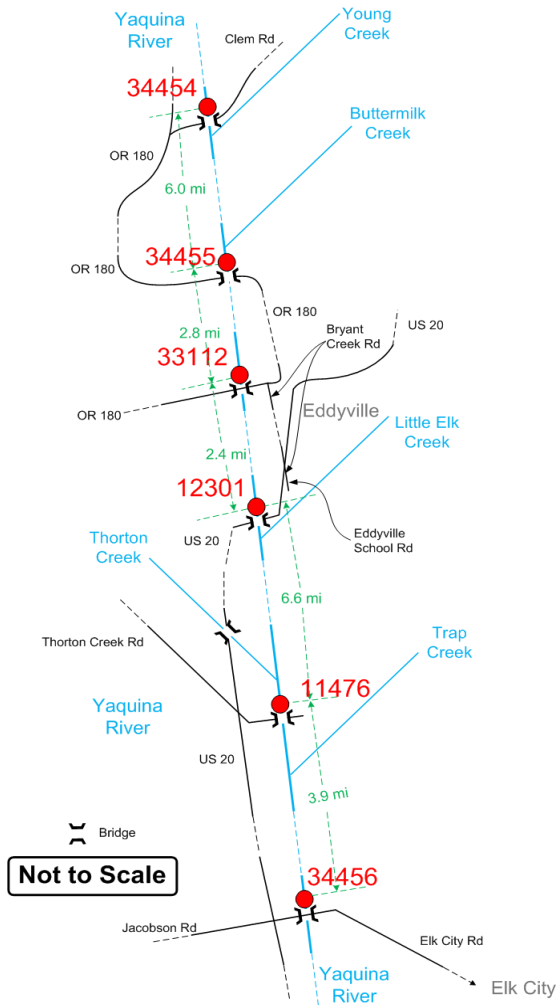 Yaquina
River
Young
Creek
Clem Rd
34454
Buttermilk
Creek
OR 180
6.0 mi
34455
OR 180
OR 180
2.8 mi
Bryant
Creek Rd
US 20
33112
OR 180
Eddyville
Little Elk
Creek
2.4 mi
12301
US 20
Eddyville
School Rd
Thorton
Creek
6.6 mi
Thorton Creek Rd
Trap
Creek
11476
Yaquina
River
US 20
3.9 mi
Bridge
Not to Scale
34456
Jacobson Rd
Elk City Rd
Yaquina
River
Elk City